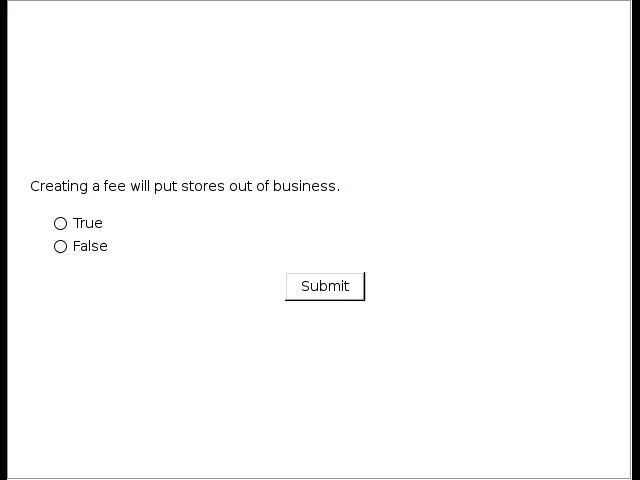 Creating a fee will put stores out of business.
True
False
Submit